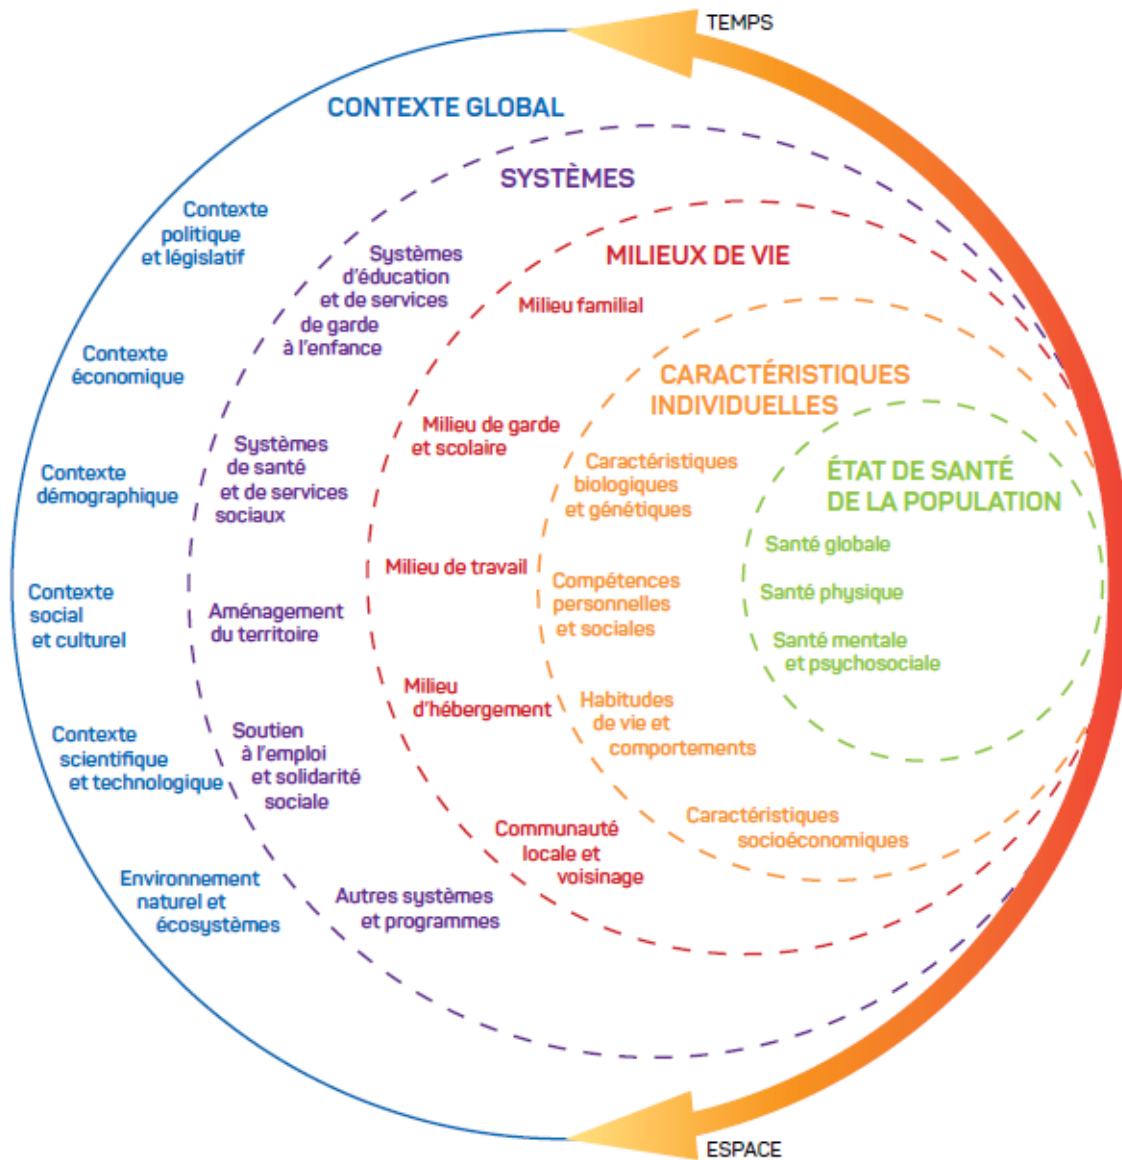 TEMPS
CONTEXTE GLOBAL
Contexte
politique
et législatif
Contexte
économique
Contexte
démographique
Contexte
social
et culturel
Contexte
scientifique
et technologique
Environnement
naturel et
écosystèmes
SYSTÈMES
Systèmes
d'éducation
et de services
de garde
à l'enfance
Systèmes
de santé
et de services
sociaux
Aménagement
du territoire
Soutien
à l'emploi
et solidarité
sociale
Autres systèmes
et programmes
MILIEUX DE VIE
Milieu familial
Milieu de garde
et scolaire
Milieu de travail
Milieu
d'hébergement
Communauté
locale et
voisinage
CARACTÉRISTIQUES
INDIVIDUELLES
Caractéristiques
biologiques
et génétiques
Compétences
personnelles
et sociales
Habitudes
de vie et
comportements
Caractéristiques
socioéconomiques
ÉTAT DE SANTÉ
DE LA POPULATION
Santé globale
Santé physique
Santé mentale
et psychosociale
ESPACE